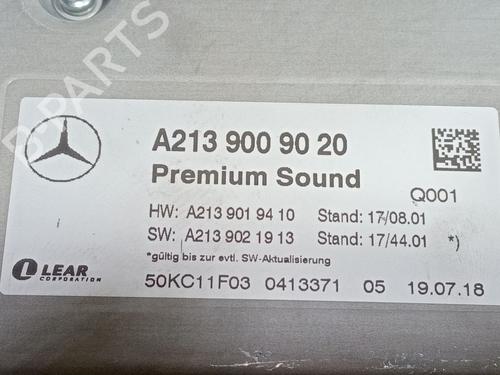 B-PARTS
A213 900 90 20
Premium Sound
Q001
HW: A213 901 94 10 Stand: 17/08.01
SW: A213 902 19 13 Stand: 17/44.01 *)
*gültig bis zur evtl. SW-Aktualisierung
LEAR
CORPORATION
50KC11F03 0413371 05 19.07.18